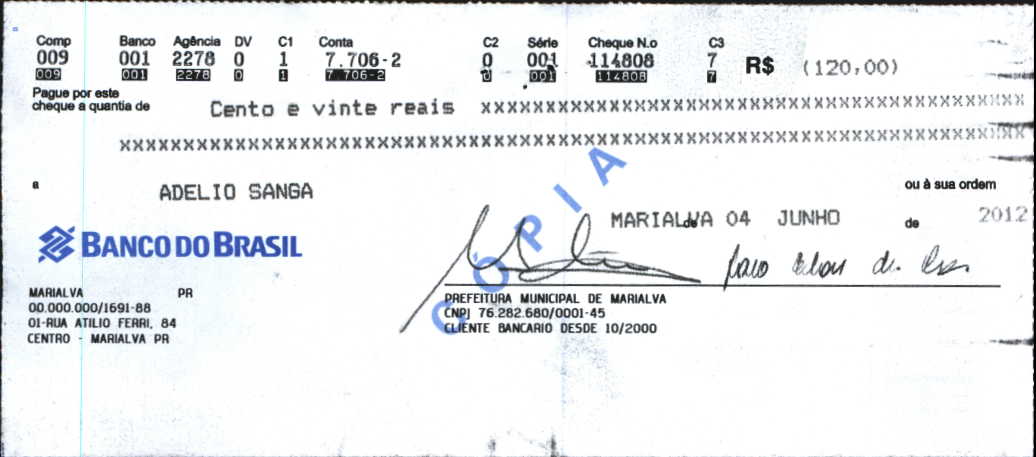 Comp Banco Agência DV C1 Conta C2 Série Cheque N.o C3
009 001 2278 0 1 7.706-2 0 001 114808 7 R$ (120,00)
009 001 2278 0 1 7.706-2 0 001 114808 7
Pague por este
cheque a quantia de Cento e vinte reais xxxxxxxxxxxxxxxxxxxxxxxxxxxxxxxxxxxx
xxxxxxxxxxxxxxxxxxxxxxxxxxxxxxxxxxxxxxxxxxxxxxxxxxxxxxxxxxx
a ADELIO SANGA ou à sua ordem
MARIALVA de 04 JUNHO de 2012
BANCO DO BRASIL
COPIA
MARIALVA PR
00.000.000/1691-88
01-RUA ATILIO FERRI, 84
CENTRO - MARIALVA PR
PREFEITURA MUNICIPAL DE MARIALVA
CNPJ 76.282.680/0001-45
CLIENTE BANCARIO DESDE 10/2000